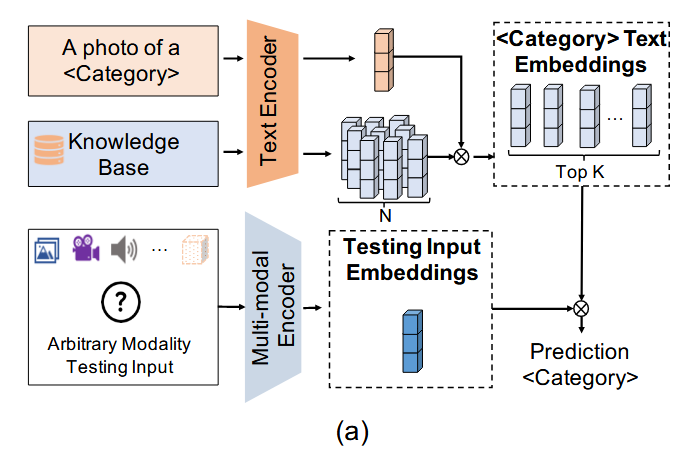 A photo of a
<Category>
Text Encoder
<Category> Text
Embeddings
...
Top K
Knowledge
Base
N
...
?
Arbitrary Modality
Testing Input
Multi-modal
Encoder
Testing Input
Embeddings
Prediction
<Category>
(a)